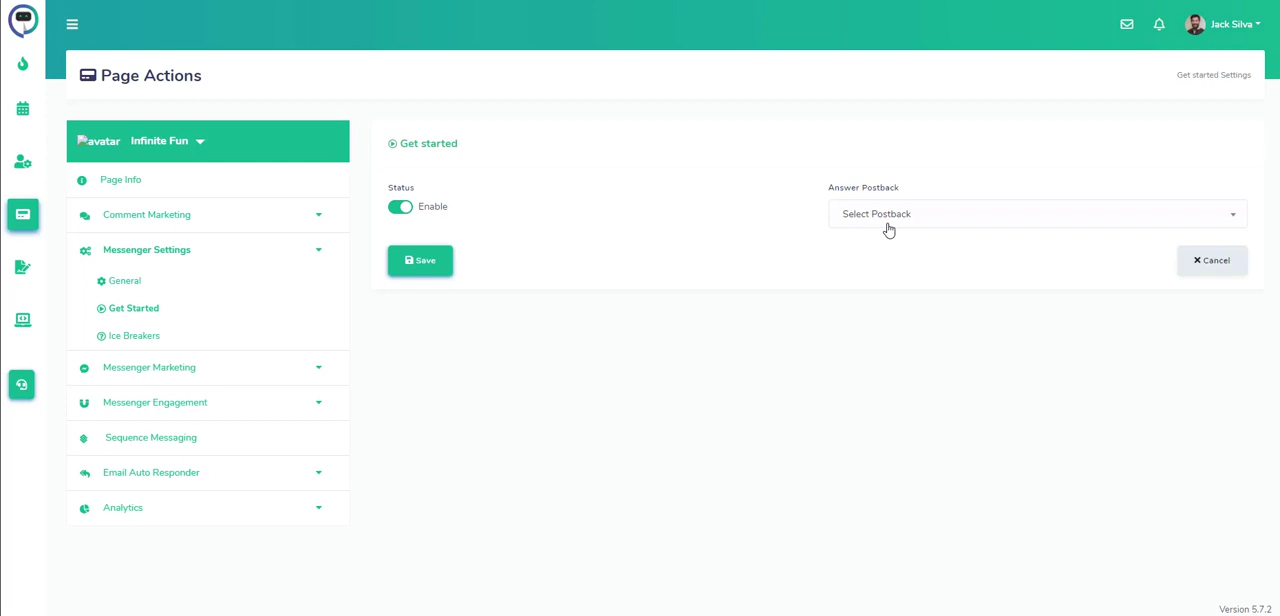 Jack Silva
Page Actions
Get started Settings
avatar
Infinite Fun
Page Info
Comment Marketing
Messenger Settings
General
Get Started
Ice Breakers
Messenger Marketing
Messenger Engagement
Sequence Messaging
Email Auto Responder
Analytics
Get started
Status
Enable
Answer Postback
Select Postback
Save
Cancel
Version 5.7.2